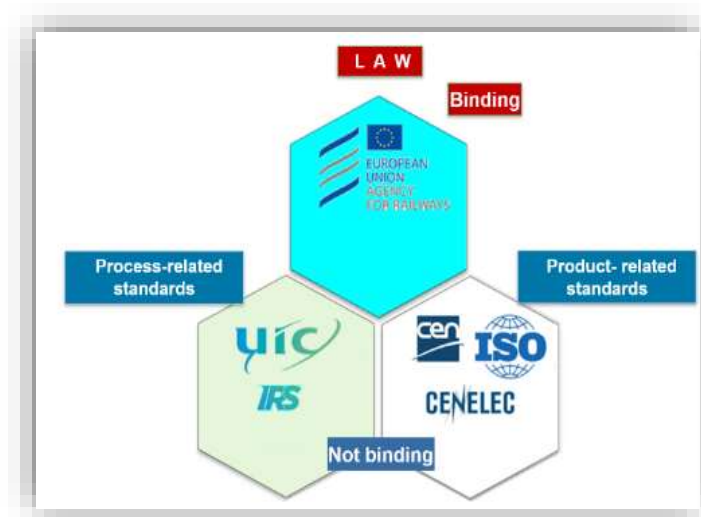 LAW
Binding
EUROPEAN
UNION
AGENCY
FOR RAILWAYS
Process-related
standards
Product- related
standards
uic
IRS
cen
ISO
CENELEC
Not binding